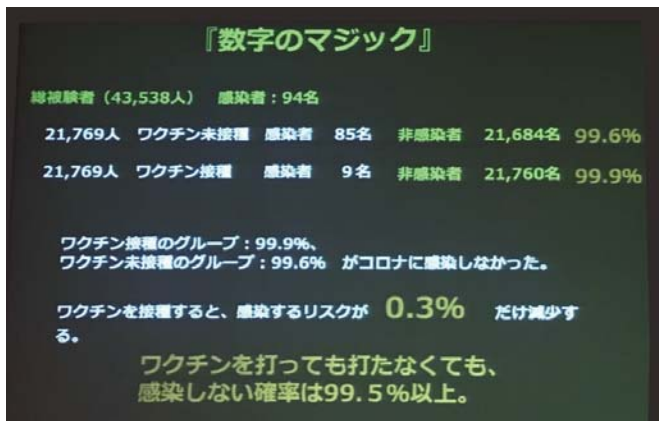 『数字のマジック』
総被験者（43,538人）　感染者：94名
21,769人　ワクチン未接種　感染者　85名　非感染者　21,684名　99.6%
21,769人　ワクチン接種　感染者　9名　非感染者　21,760名　99.9%
ワクチン接種のグループ：99.9%、
ワクチン未接種のグループ：99.6%　がコロナに感染しなかった。
ワクチンを接種すると、感染するリスクが　0.3%　だけ減少す
る。
ワクチンを打っても打たなくても、
感染しない確率は99.5%以上。